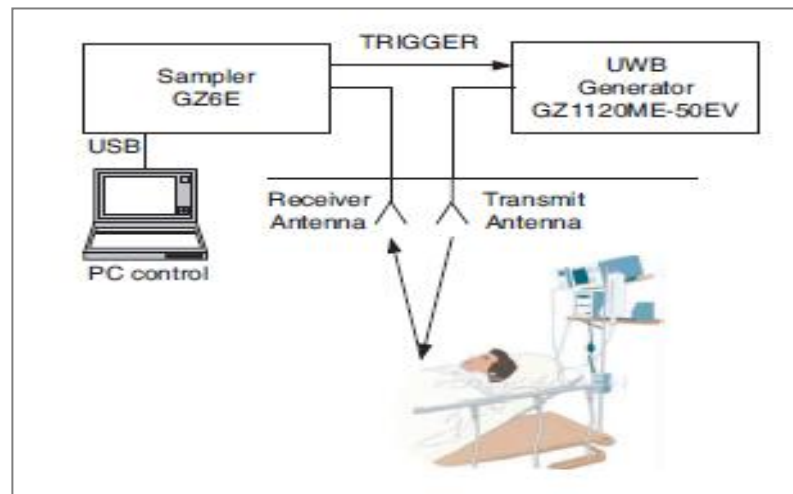 TRIGGER
Sampler
GZ6E
UWB
Generator
GZ1120ME-50EV
USB
Receiver
Antenna
Transmit
Antenna
PC control